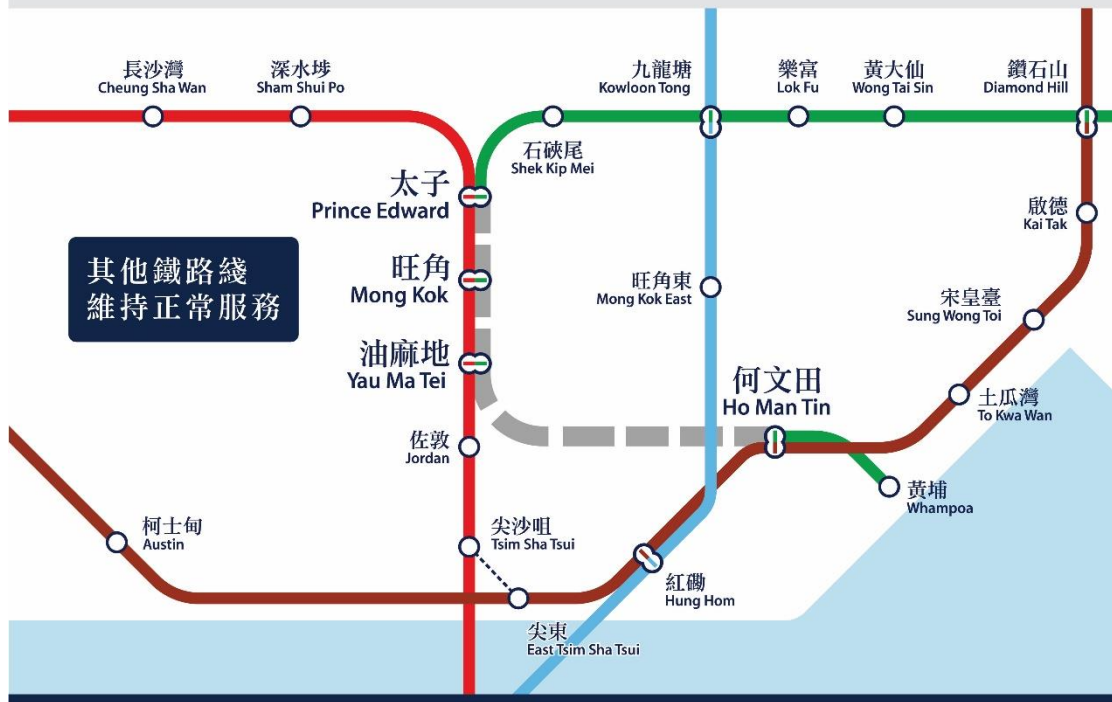 長沙灣
Cheung Sha Wan
深水埗
Sham Shui Po
九龍塘
Kowloon Tong
樂富
Lok Fu
黃大仙
Wong Tai Sin
鑽石山
Diamond Hill
石硤尾
Shek Kip Mei
太子
Prince Edward
啟德
Kai Tak
其他鐵路綫
維持正常服務
旺角
Mong Kok
旺角東
Mong Kok East
宋皇臺
Sung Wong Toi
油麻地
Yau Ma Tei
何文田
Ho Man Tin
土瓜灣
To Kwa Wan
佐敦
Jordan
黃埔
Whampoa
柯士甸
Austin
尖沙咀
Tsim Sha Tsui
紅磡
Hung Hom
尖東
East Tsim Sha Tsui